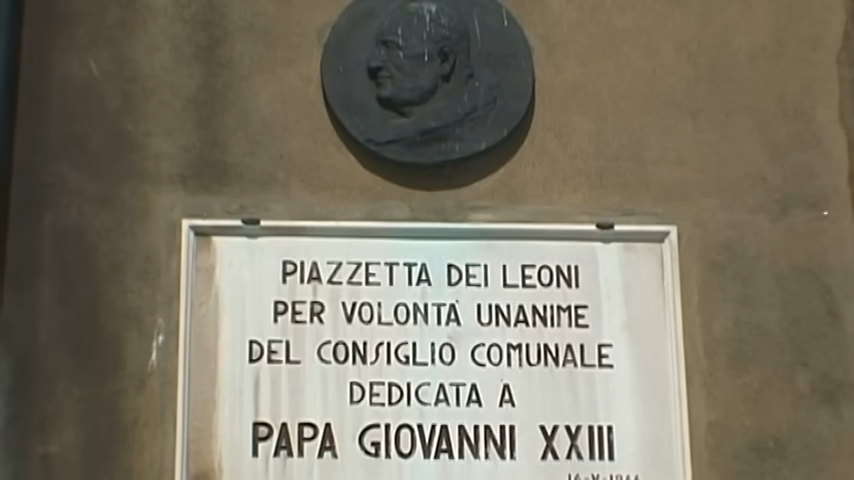 PIAZZETTA DEI LEONI
PER VOLONTÀ UNANIME
DEL CONSIGLIO COMUNALE
DEDICATA A
PAPA GIOVANNI XXIII